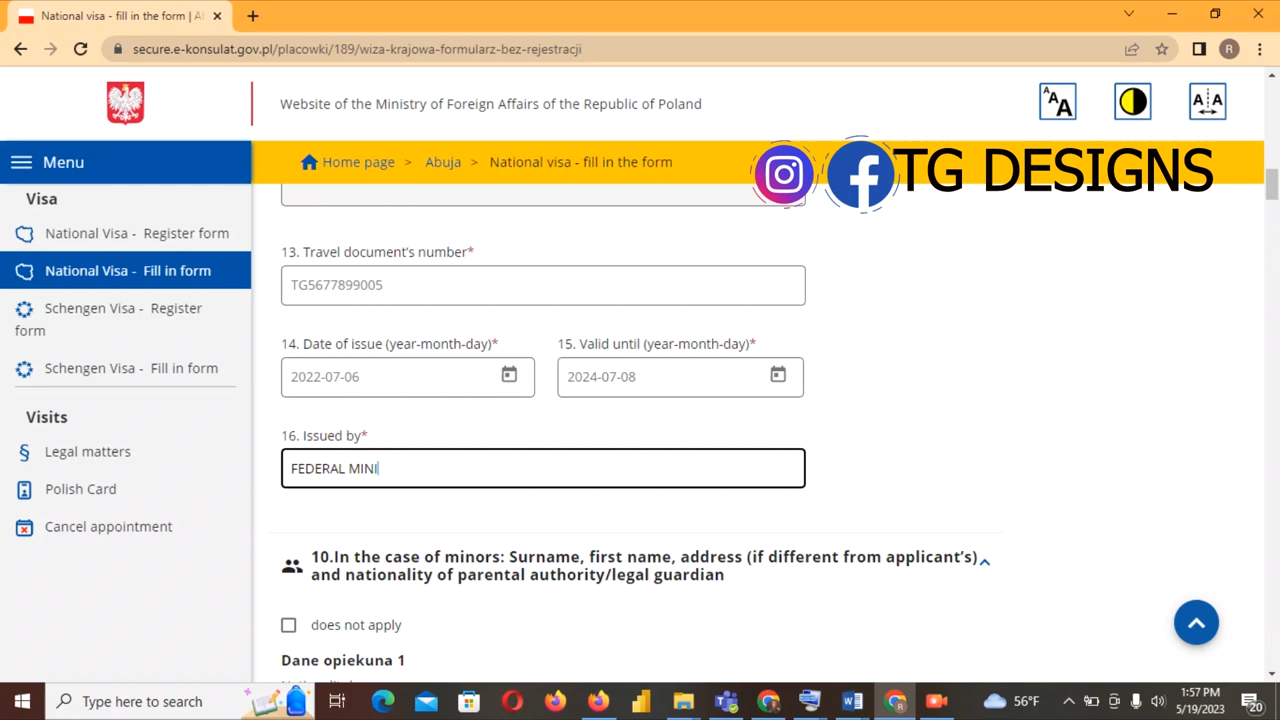 National visa - fill in the form | A
secure.e-konsulat.gov.pl/placowki/189/wiza-krajowa-formularz-bez-rejestracji
R
Website of the Ministry of Foreign Affairs of the Republic of Poland
A A A
A A
Menu
Home page > Abuja > National visa - fill in the form
TG DESIGNS
Visa
National Visa - Register form
National Visa - Fill in form
Schengen Visa - Register
form
Schengen Visa - Fill in form
Visits
Legal matters
Polish Card
Cancel appointment
13. Travel document's number*
TG5677899005
14. Date of issue (year-month-day)*
15. Valid until (year-month-day)*
2022-07-06
2024-07-08
16. Issued by*
FEDERAL MINI
10.In the case of minors: Surname, first name, address (if different from applicant's)
and nationality of parental authority/legal guardian
does not apply
Dane opiekuna 1
Type here to search
56°F
1:57 PM
5/19/2023
20